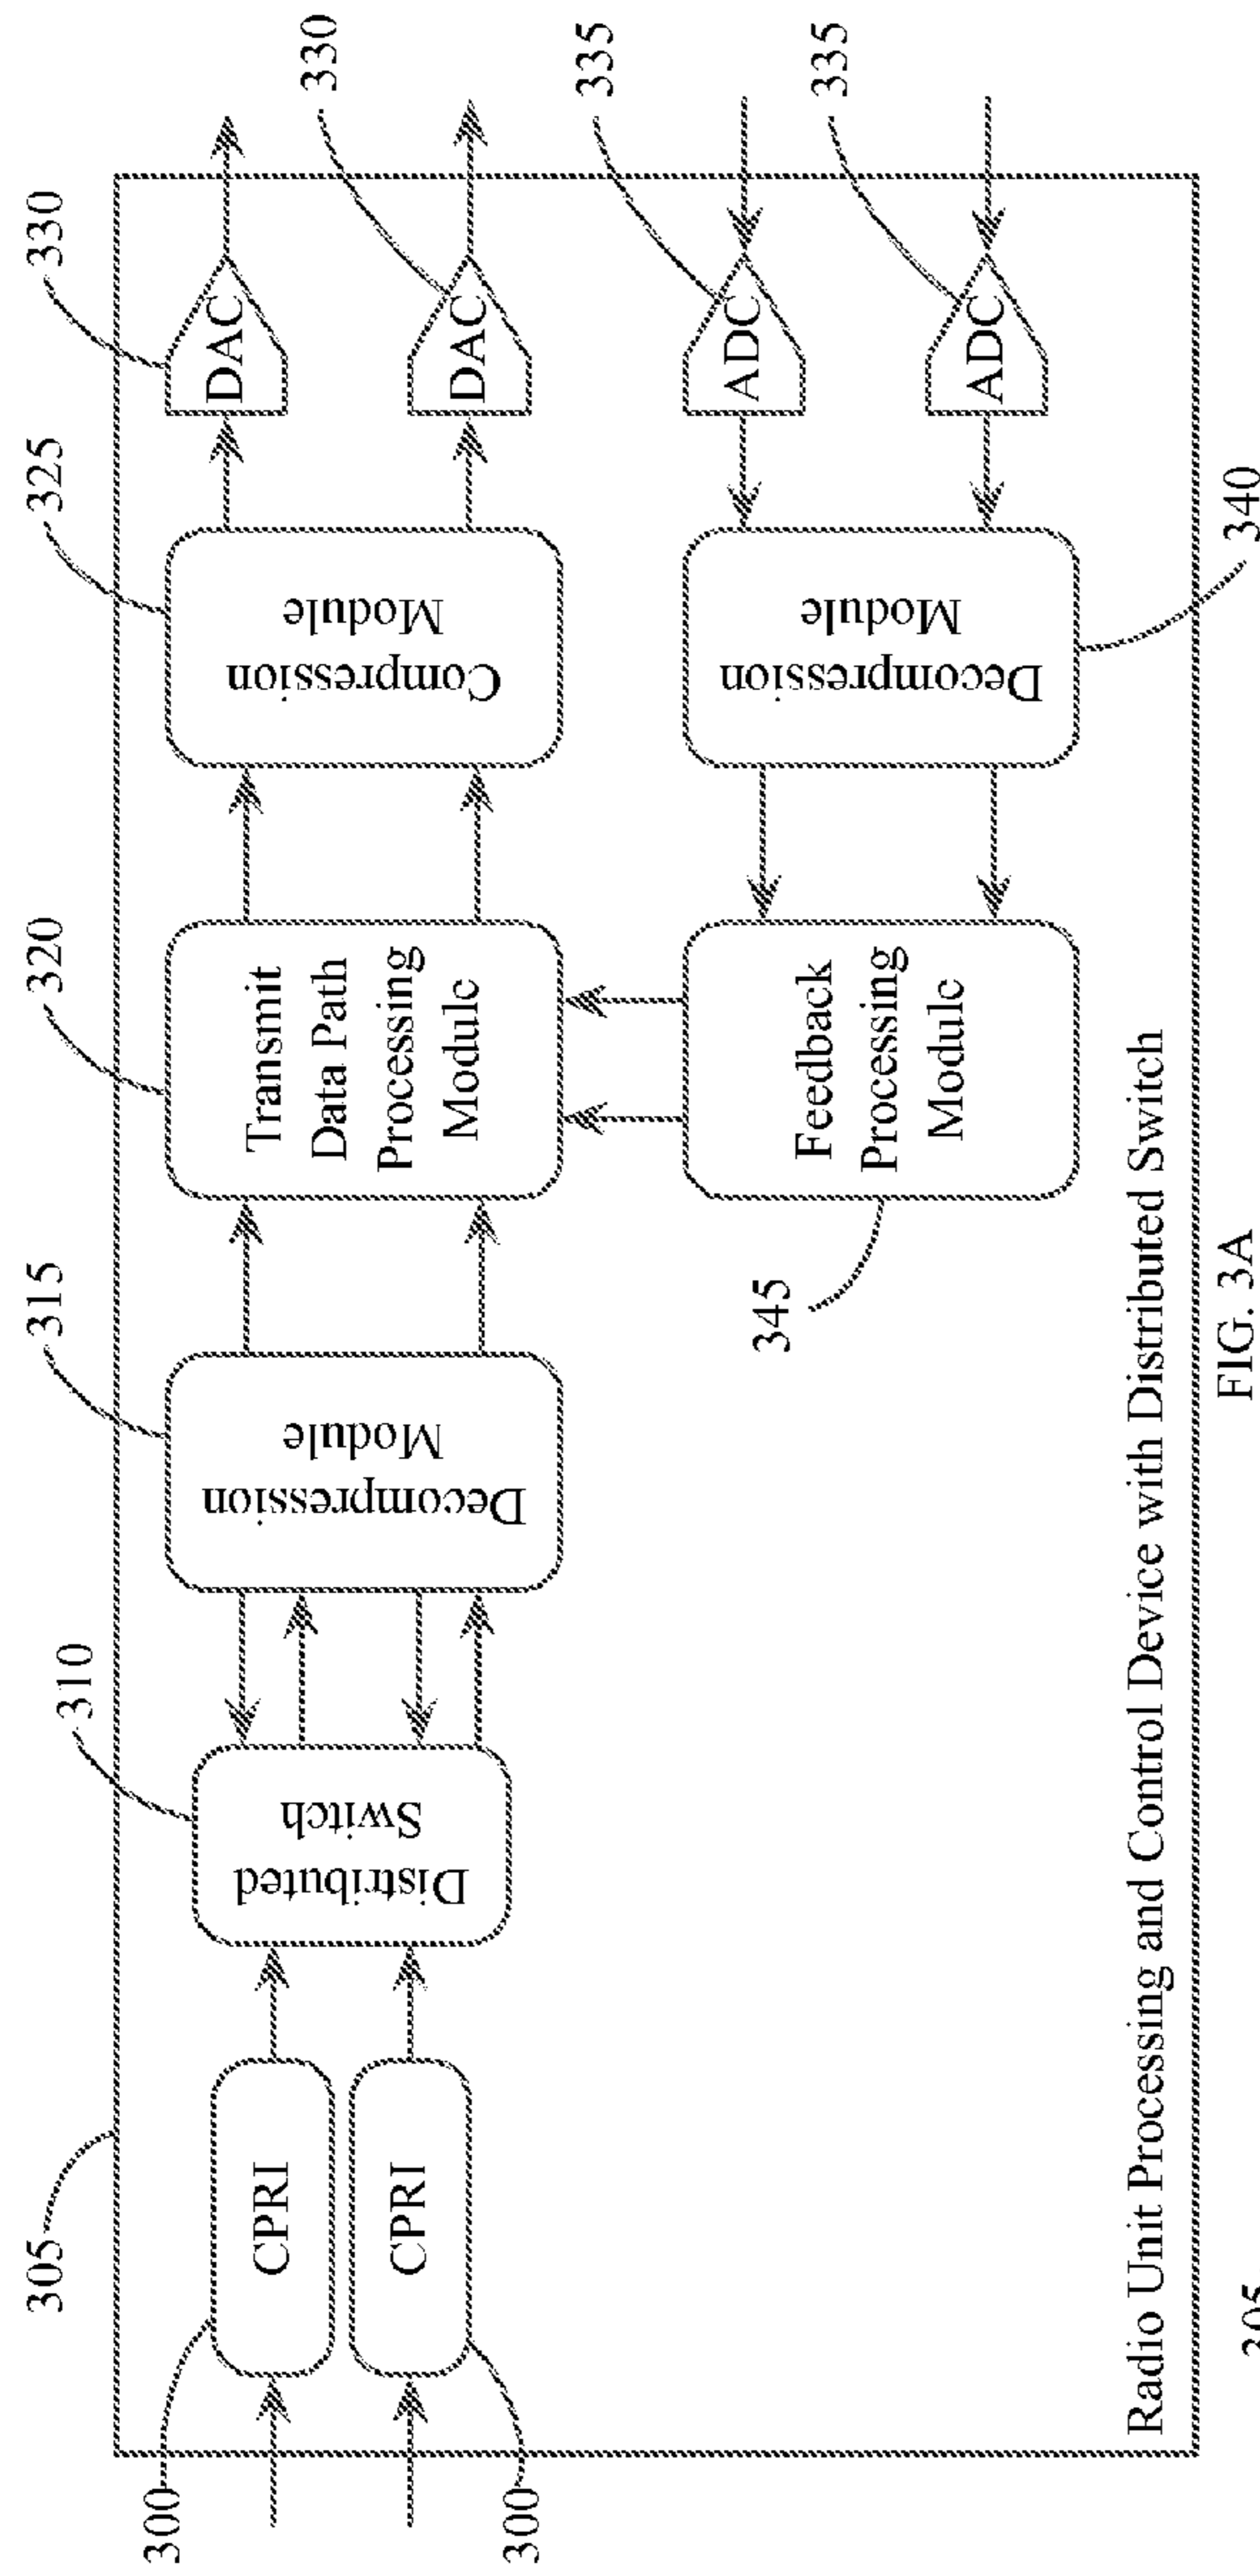 305
310
315
320
325
330
330
335
335
300
300
CPRI
CPRI
Distributed
Switch
Decompression
Module
Transmit
Data Path
Processing
Module
Compression
Module
DAC
DAC
ADC
ADC
Decompression
Module
340
Feedback
Processing
Module
345
Radio Unit Processing and Control Device with Distributed Switch
FIG. 3A